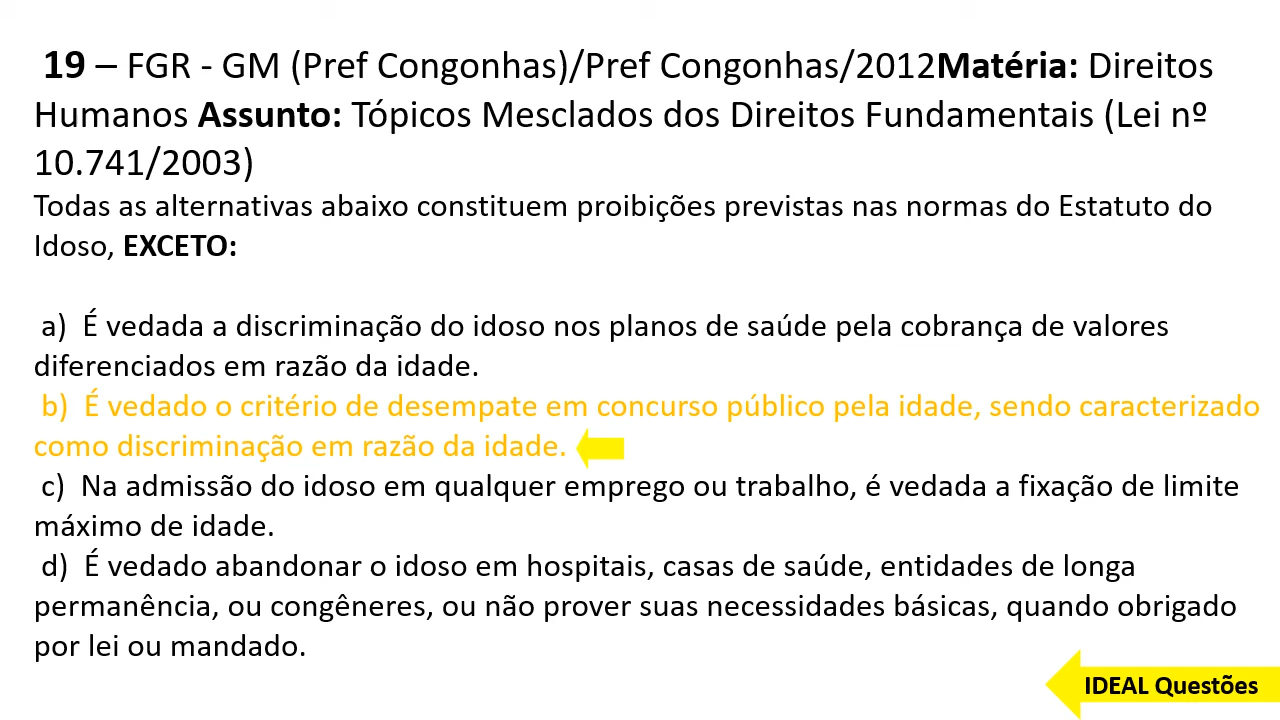 19 – FGR - GM (Pref Congonhas)/Pref Congonhas/2012Matéria: Direitos
Humanos Assunto: Tópicos Mesclados dos Direitos Fundamentais (Lei nº
10.741/2003)
Todas as alternativas abaixo constituem proibições previstas nas normas do Estatuto do
Idoso, EXCETO:
a) É vedada a discriminação do idoso nos planos de saúde pela cobrança de valores
diferenciados em razão da idade.
b) É vedado o critério de desempate em concurso público pela idade, sendo caracterizado
como discriminação em razão da idade.
c) Na admissão do idoso em qualquer emprego ou trabalho, é vedada a fixação de limite
máximo de idade.
d) É vedado abandonar o idoso em hospitais, casas de saúde, entidades de longa
permanência, ou congêneres, ou não prover suas necessidades básicas, quando obrigado
por lei ou mandado.
IDEAL Questões